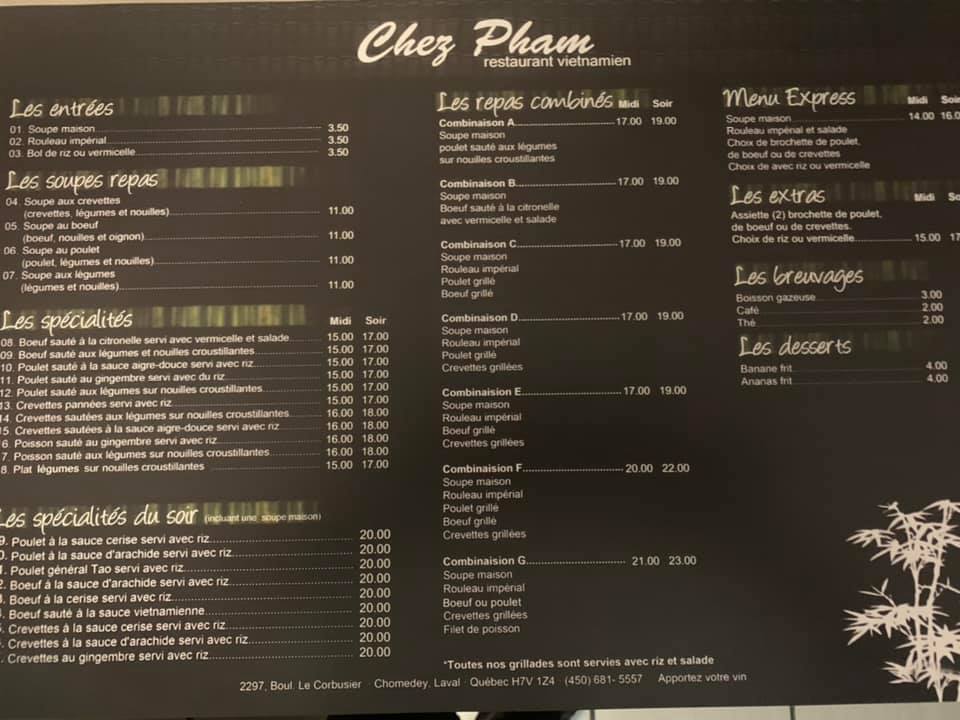 Chez Pham
restaurant vietnamien
Les entrées
01. Soupe maison 3.50
02. Rouleau impérial 3.50
03. Bol de riz ou vermicelle 3.50
Les soupes repas
04. Soupe aux crevettes
(crevettes, légumes et nouilles) 11.00
05. Soupe au boeuf
(boeuf, nouilles et oignon) 11.00
06. Soupe au poulet
(poulet, légumes et nouilles) 11.00
07. Soupe aux légumes
(légumes et nouilles) 11.00
Les spécialités Midi Soir
08. Boeuf sauté à la citronelle servi avec vermicelle et salade 15.00 17.00
09. Boeuf sauté aux légumes et nouilles croustillantes 15.00 17.00
10. Poulet sauté à la sauce aigre-douce servi avec riz 15.00 17.00
11. Poulet sauté au gingembre servi avec du riz 15.00 17.00
12. Poulet sauté aux légumes sur nouilles croustillantes 15.00 17.00
13. Crevettes pannées servi avec riz 15.00 17.00
14. Crevettes sautées aux légumes sur nouilles croustillantes 16.00 18.00
5. Crevettes sautées à la sauce aigre-douce servi avec riz 16.00 18.00
6. Poisson sauté au gingembre servi avec riz 16.00 18.00
7. Poisson sauté aux légumes sur nouilles croustillantes 16.00 18.00
8. Plat légumes sur nouilles croustillantes 15.00 17.00
Les spécialités du soir (incluant une soupe maison)
9. Poulet à la sauce cerise servi avec riz 20.00
0. Poulet à la sauce d'arachide servi avec riz 20.00
1. Poulet général Tao servi avec riz 20.00
2. Boeuf à la sauce d'arachide servi avec riz 20.00
3. Boeuf à la cerise servi avec riz 20.00
Boeuf sauté à la sauce vietnamienne 20.00
Crevettes à la sauce cerise servi avec riz 20.00
Crevettes à la sauce d'arachide servi avec riz 20.00
Crevettes au gingembre servi avec riz 20.00
Les repas combinés Midi Soir
Combinaison A 17.00 19.00
Soupe maison
poulet sauté aux légumes
sur nouilles croustillantes
Combinaison B 17.00 19.00
Soupe maison
Boeuf sauté à la citronelle
avec vermicelle et salade
Combinaison C 17.00 19.00
Soupe maison
Rouleau impérial
Poulet grillé
Boeuf grillé
Combinaison D 17.00 19.00
Soupe maison
Rouleau impérial
Poulet grillé
Crevettes grillées
Combinaison E 17.00 19.00
Soupe maison
Rouleau impérial
Boeuf grillé
Crevettes grillées
Combinaision F 20.00 22.00
Soupe maison
Rouleau impérial
Poulet grillé
Boeuf grillé
Crevettes grillées
Combinaison G 21.00 23.00
Soupe maison
Rouleau impérial
Boeuf ou poulet
Crevettes grillées
Filet de poisson
*Toutes nos grillades sont servies avec riz et salade
Menu Express Midi Soir
Soupe maison 14.00 16.0
Rouleau impérial et salade
Choix de brochette de poulet,
de boeuf ou de crevettes
Choix de avec riz ou vermicelle
Les extras Midi So
Assiette (2) brochette de poulet,
de boeuf ou de crevettes.
Choix de riz ou vermicelle 15.00 17
Les breuvages
Boisson gazeuse 3.00
Café 2.00
Thé 2.00
Les desserts
Banane frit 4.00
Ananas frit 4.00
2297, Boul. Le Corbusier · Chomedey, Laval · Québec H7V 1Z4 · (450) 681- 5557 Apportez votre vin